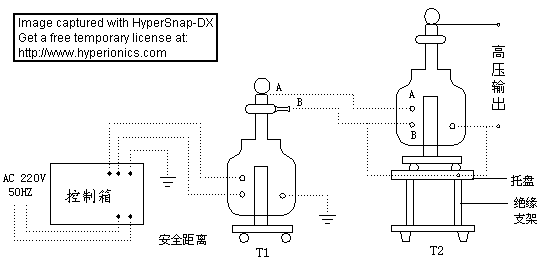 Image captured with HyperSnap-DX
Get a free temporary license at:
http://www.hyperionics.com
A
B
A
B
高压输出
AC 220V
50HZ
控制箱
安全距离
T1
T2
托盘
绝缘
支架